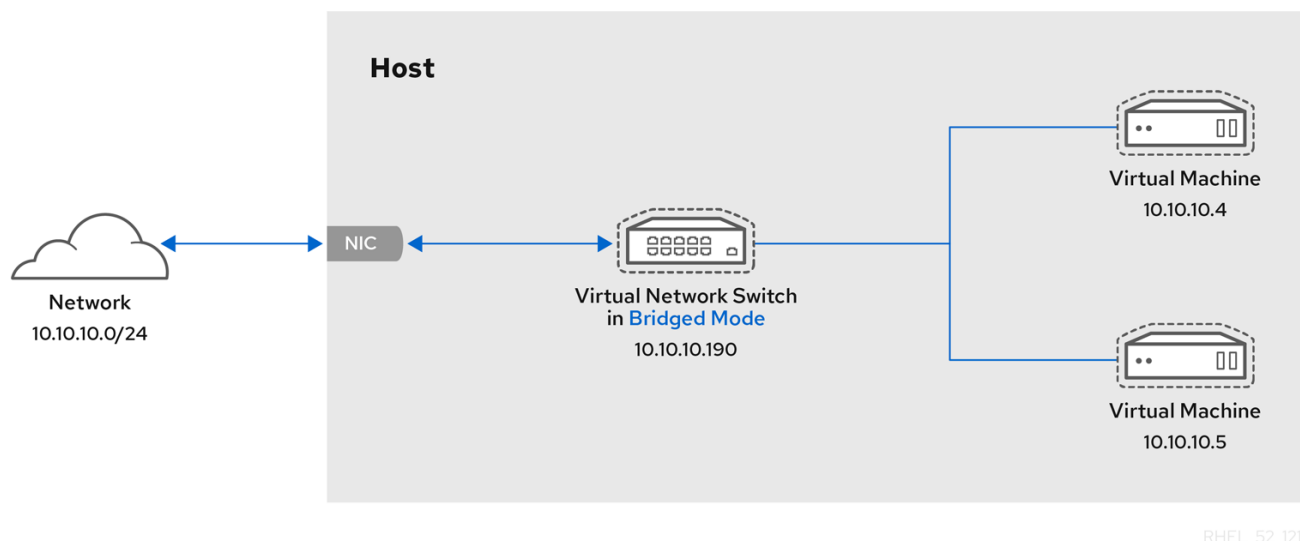 Host
NIC
Network
10.10.10.0/24
Virtual Network Switch
in Bridged Mode
10.10.10.190
Virtual Machine
10.10.10.4
Virtual Machine
10.10.10.5
RHEL_52_121